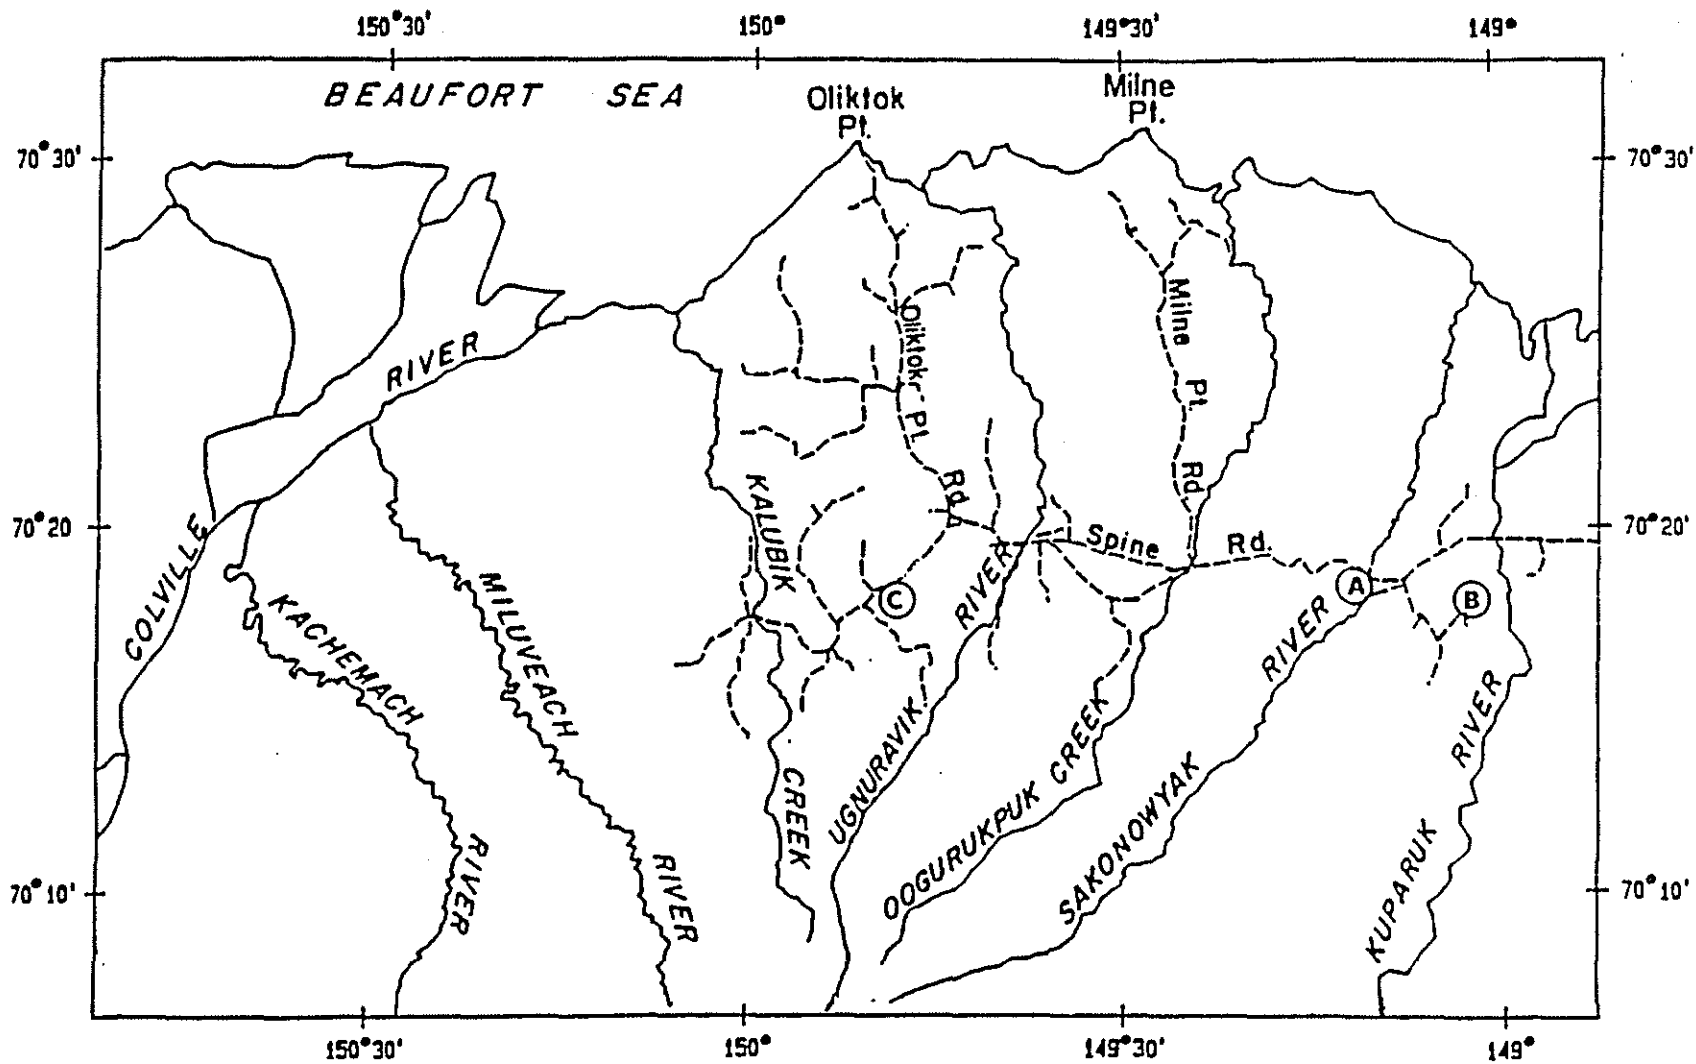 150°30' 150° 149°30' 149°
BEAUFORT SEA
Oliktok
Pt.
Milne
Pt.
70°30' 70°30'
RIVER
Oliktok Pt. Rd
Milne Pt. Rd
70°20' 70°20'
COLVILLE
KACHEMACH
RIVER
MILUVEACH
RIVER
KALUBIK
CREEK
Spine Rd.
A
B
C
UGNURAVIK
RIVER
OOGURUKPUK CREEK
SAKONOWYAK
RIVER
KUPARUK
RIVER
70°10' 70°10'
150°30' 150° 149°30' 149°